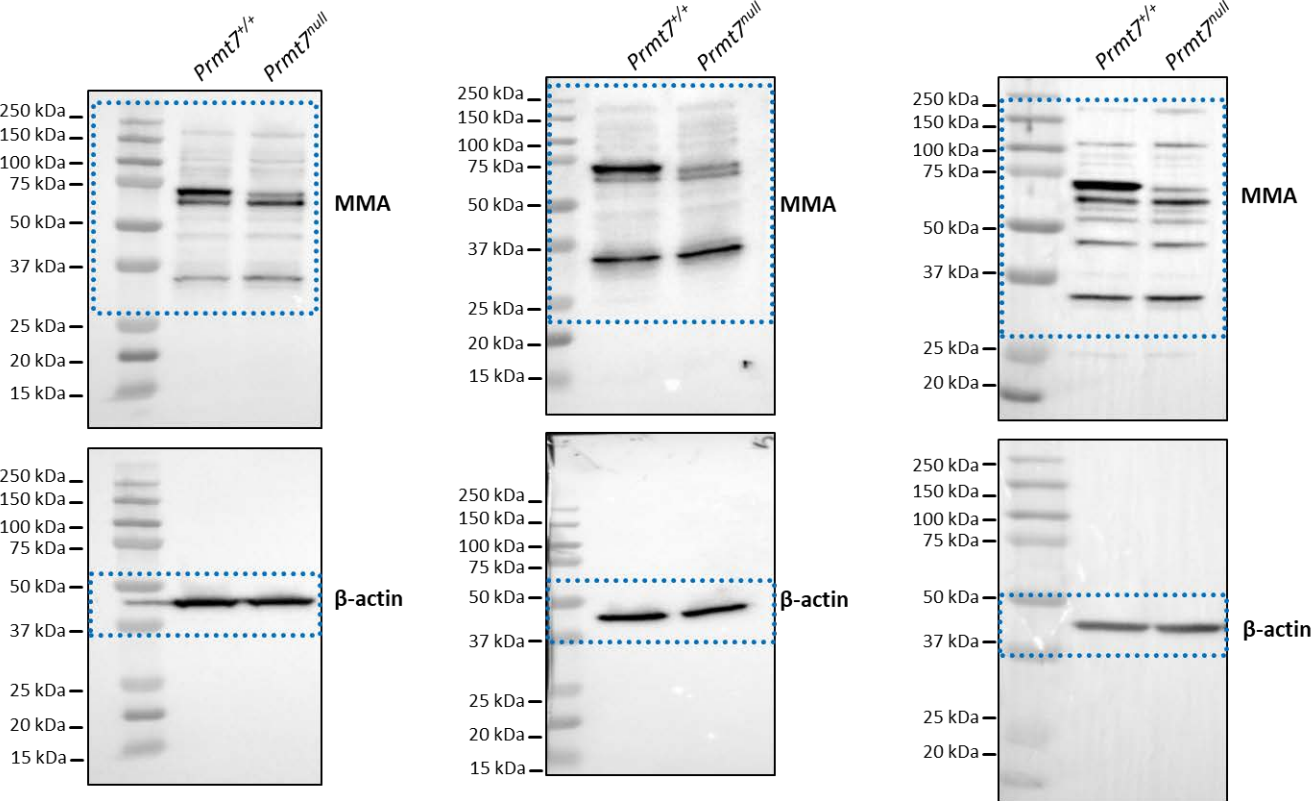 Prmt7+/+
Prmt7null
250 kDa
150 kDa
100 kDa
75 kDa
50 kDa
37 kDa
25 kDa
20 kDa
15 kDa
MMA
250 kDa
150 kDa
100 kDa
75 kDa
50 kDa
37 kDa
25 kDa
20 kDa
15 kDa
β-actin
Prmt7+/+
Prmt7null
250 kDa
150 kDa
100 kDa
75 kDa
50 kDa
37 kDa
25 kDa
20 kDa
15 kDa
MMA
250 kDa
150 kDa
100 kDa
75 kDa
50 kDa
37 kDa
25 kDa
20 kDa
15 kDa
β-actin
Prmt7+/+
Prmt7null
250 kDa
150 kDa
100 kDa
75 kDa
50 kDa
37 kDa
25 kDa
20 kDa
MMA
250 kDa
150 kDa
100 kDa
75 kDa
50 kDa
37 kDa
25 kDa
20 kDa
β-actin